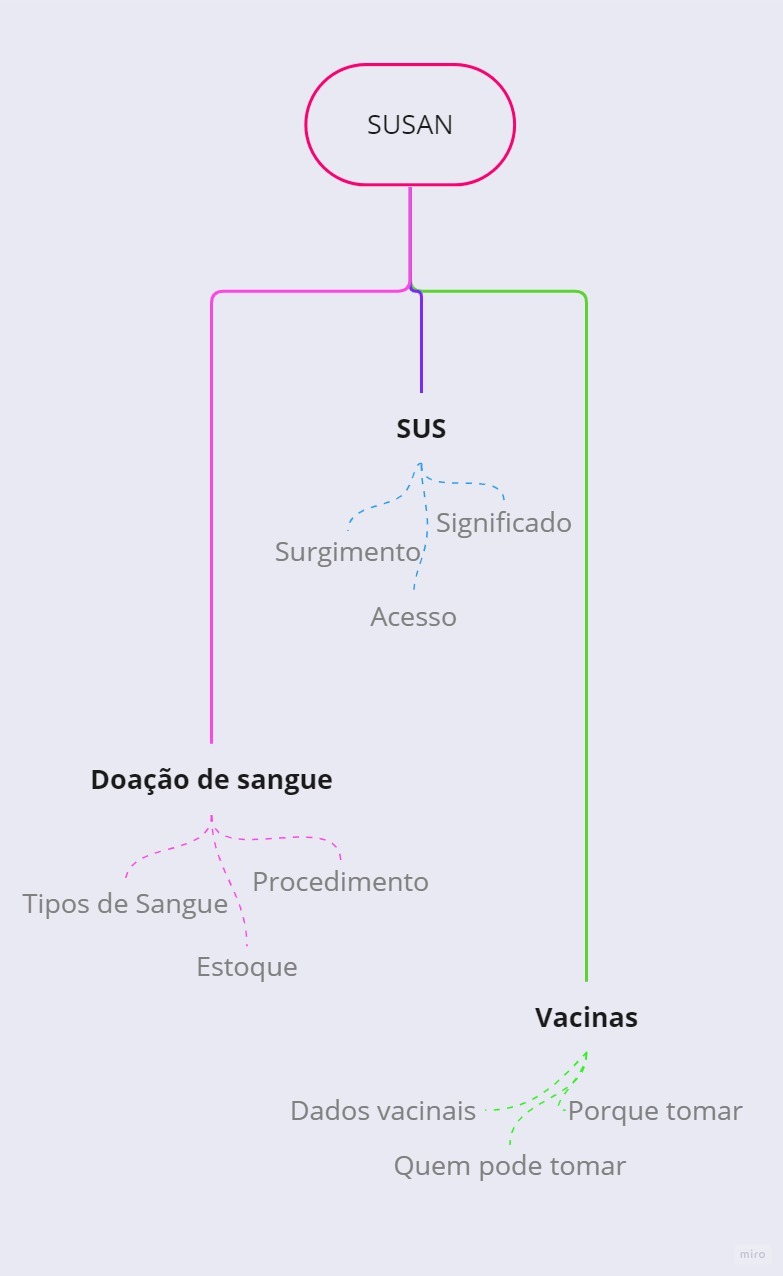 SUSAN
SUS
Significado
Surgimento
Acesso
Doação de sangue
Procedimento
Tipos de Sangue
Estoque
Vacinas
Dados vacinais
Porque tomar
Quem pode tomar
miro